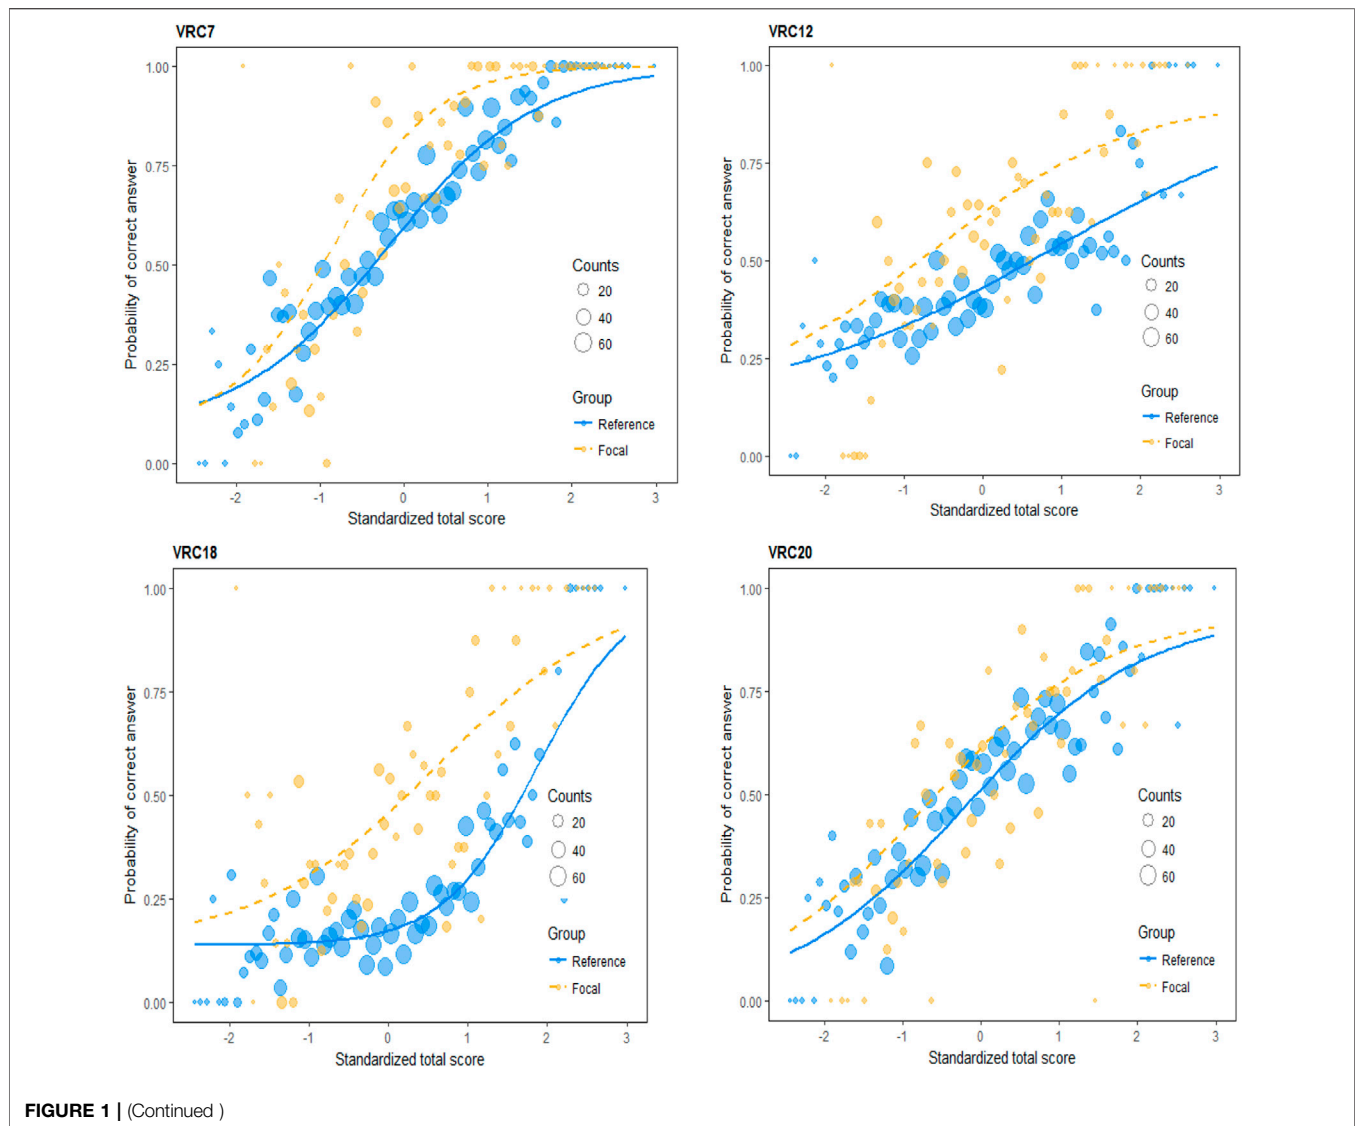 VRC7
Probability of correct answer
1.00
0.75
0.50
0.25
0.00
-2 -1 0 1 2 3
Standardized total score
Counts
20
40
60
Group
Reference
Focal
VRC12
Probability of correct answer
1.00
0.75
0.50
0.25
0.00
-2 -1 0 1 2 3
Standardized total score
Counts
20
40
60
Group
Reference
Focal
VRC18
Probability of correct answer
1.00
0.75
0.50
0.25
0.00
-2 -1 0 1 2 3
Standardized total score
Counts
20
40
60
Group
Reference
Focal
VRC20
Probability of correct answer
1.00
0.75
0.50
0.25
0.00
-2 -1 0 1 2 3
Standardized total score
Counts
20
40
60
Group
Reference
Focal
FIGURE 1 | (Continued )